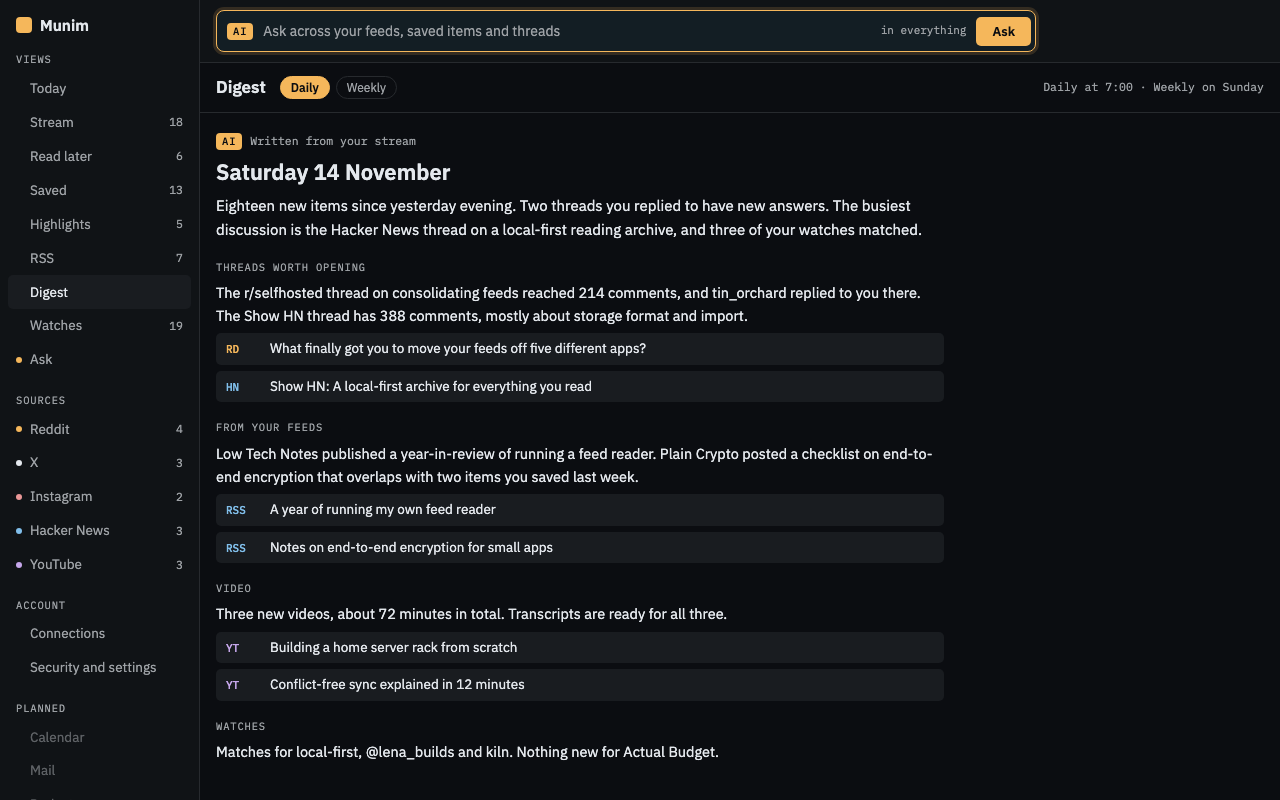 Munim
VIEWS
Today
Stream 18
Read later 6
Saved 13
Highlights 5
RSS 7
Digest
Watches 19
Ask
SOURCES
Reddit 4
X 3
Instagram 2
Hacker News 3
YouTube 3
ACCOUNT
Connections
Security and settings
PLANNED
Calendar
Mail
AI Ask across your feeds, saved items and threads in everything Ask
Digest Daily Weekly Daily at 7:00 · Weekly on Sunday
AI Written from your stream
Saturday 14 November
Eighteen new items since yesterday evening. Two threads you replied to have new answers. The busiest
discussion is the Hacker News thread on a local-first reading archive, and three of your watches matched.
THREADS WORTH OPENING
The r/selfhosted thread on consolidating feeds reached 214 comments, and tin_orchard replied to you there.
The Show HN thread has 388 comments, mostly about storage format and import.
RD What finally got you to move your feeds off five different apps?
HN Show HN: A local-first archive for everything you read
FROM YOUR FEEDS
Low Tech Notes published a year-in-review of running a feed reader. Plain Crypto posted a checklist on end-to-
end encryption that overlaps with two items you saved last week.
RSS A year of running my own feed reader
RSS Notes on end-to-end encryption for small apps
VIDEO
Three new videos, about 72 minutes in total. Transcripts are ready for all three.
YT Building a home server rack from scratch
YT Conflict-free sync explained in 12 minutes
WATCHES
Matches for local-first, @lena_builds and kiln. Nothing new for Actual Budget.